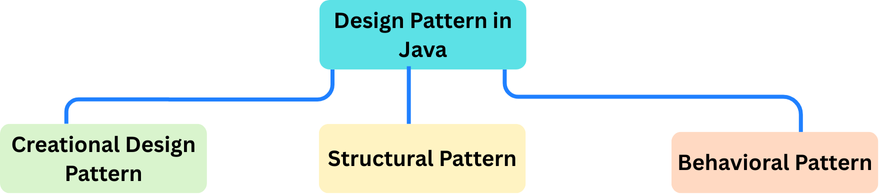 Design Pattern in
Java
Creational Design
Pattern
Structural Pattern
Behavioral Pattern